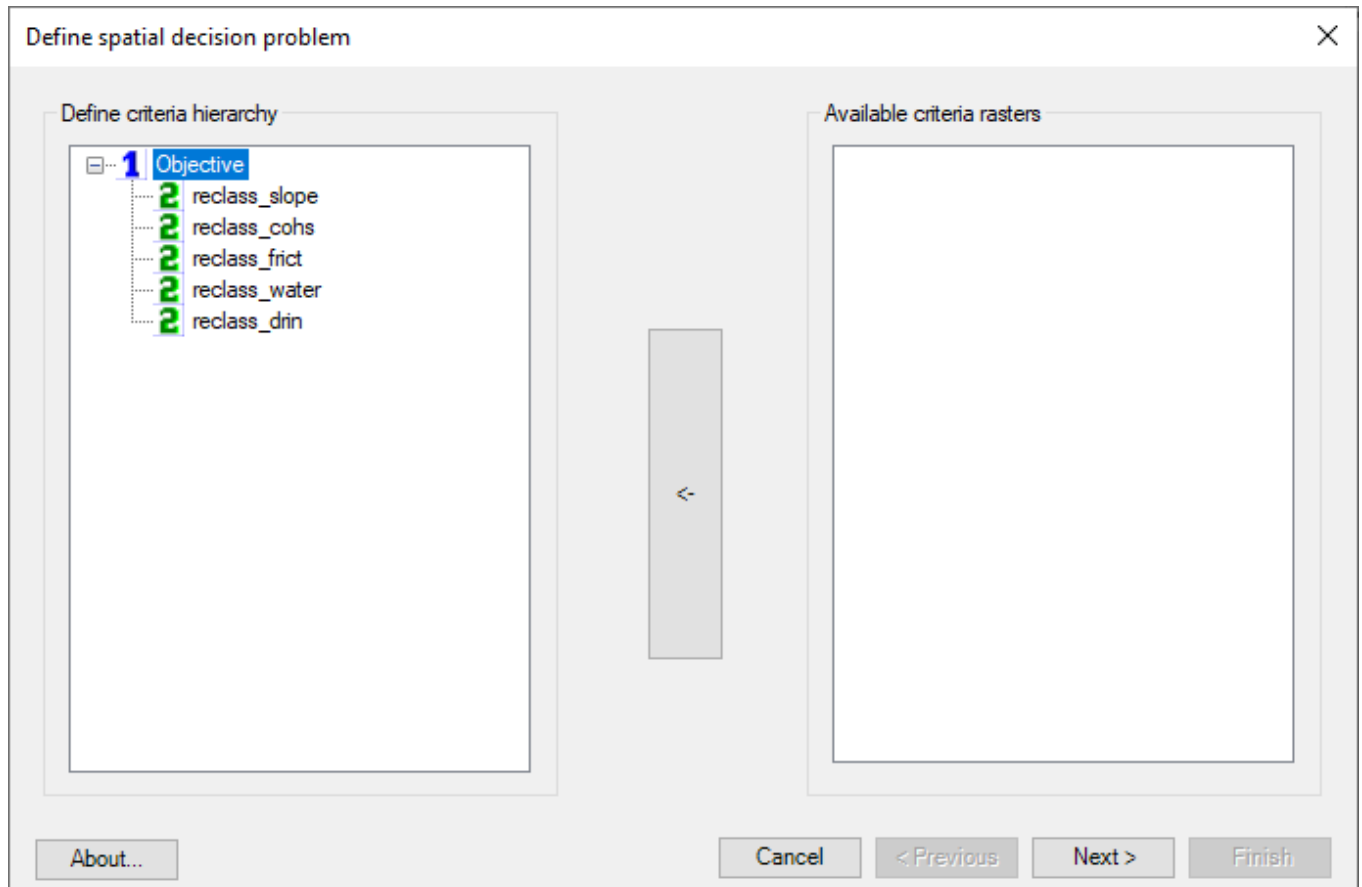 Define spatial decision problem
Define criteria hierarchy
1 Objective
2 reclass_slope
2 reclass_cohs
2 reclass_frict
2 reclass_water
2 reclass_drin
<-
Available criteria rasters
About...
Cancel
< Previous
Next >
Finish